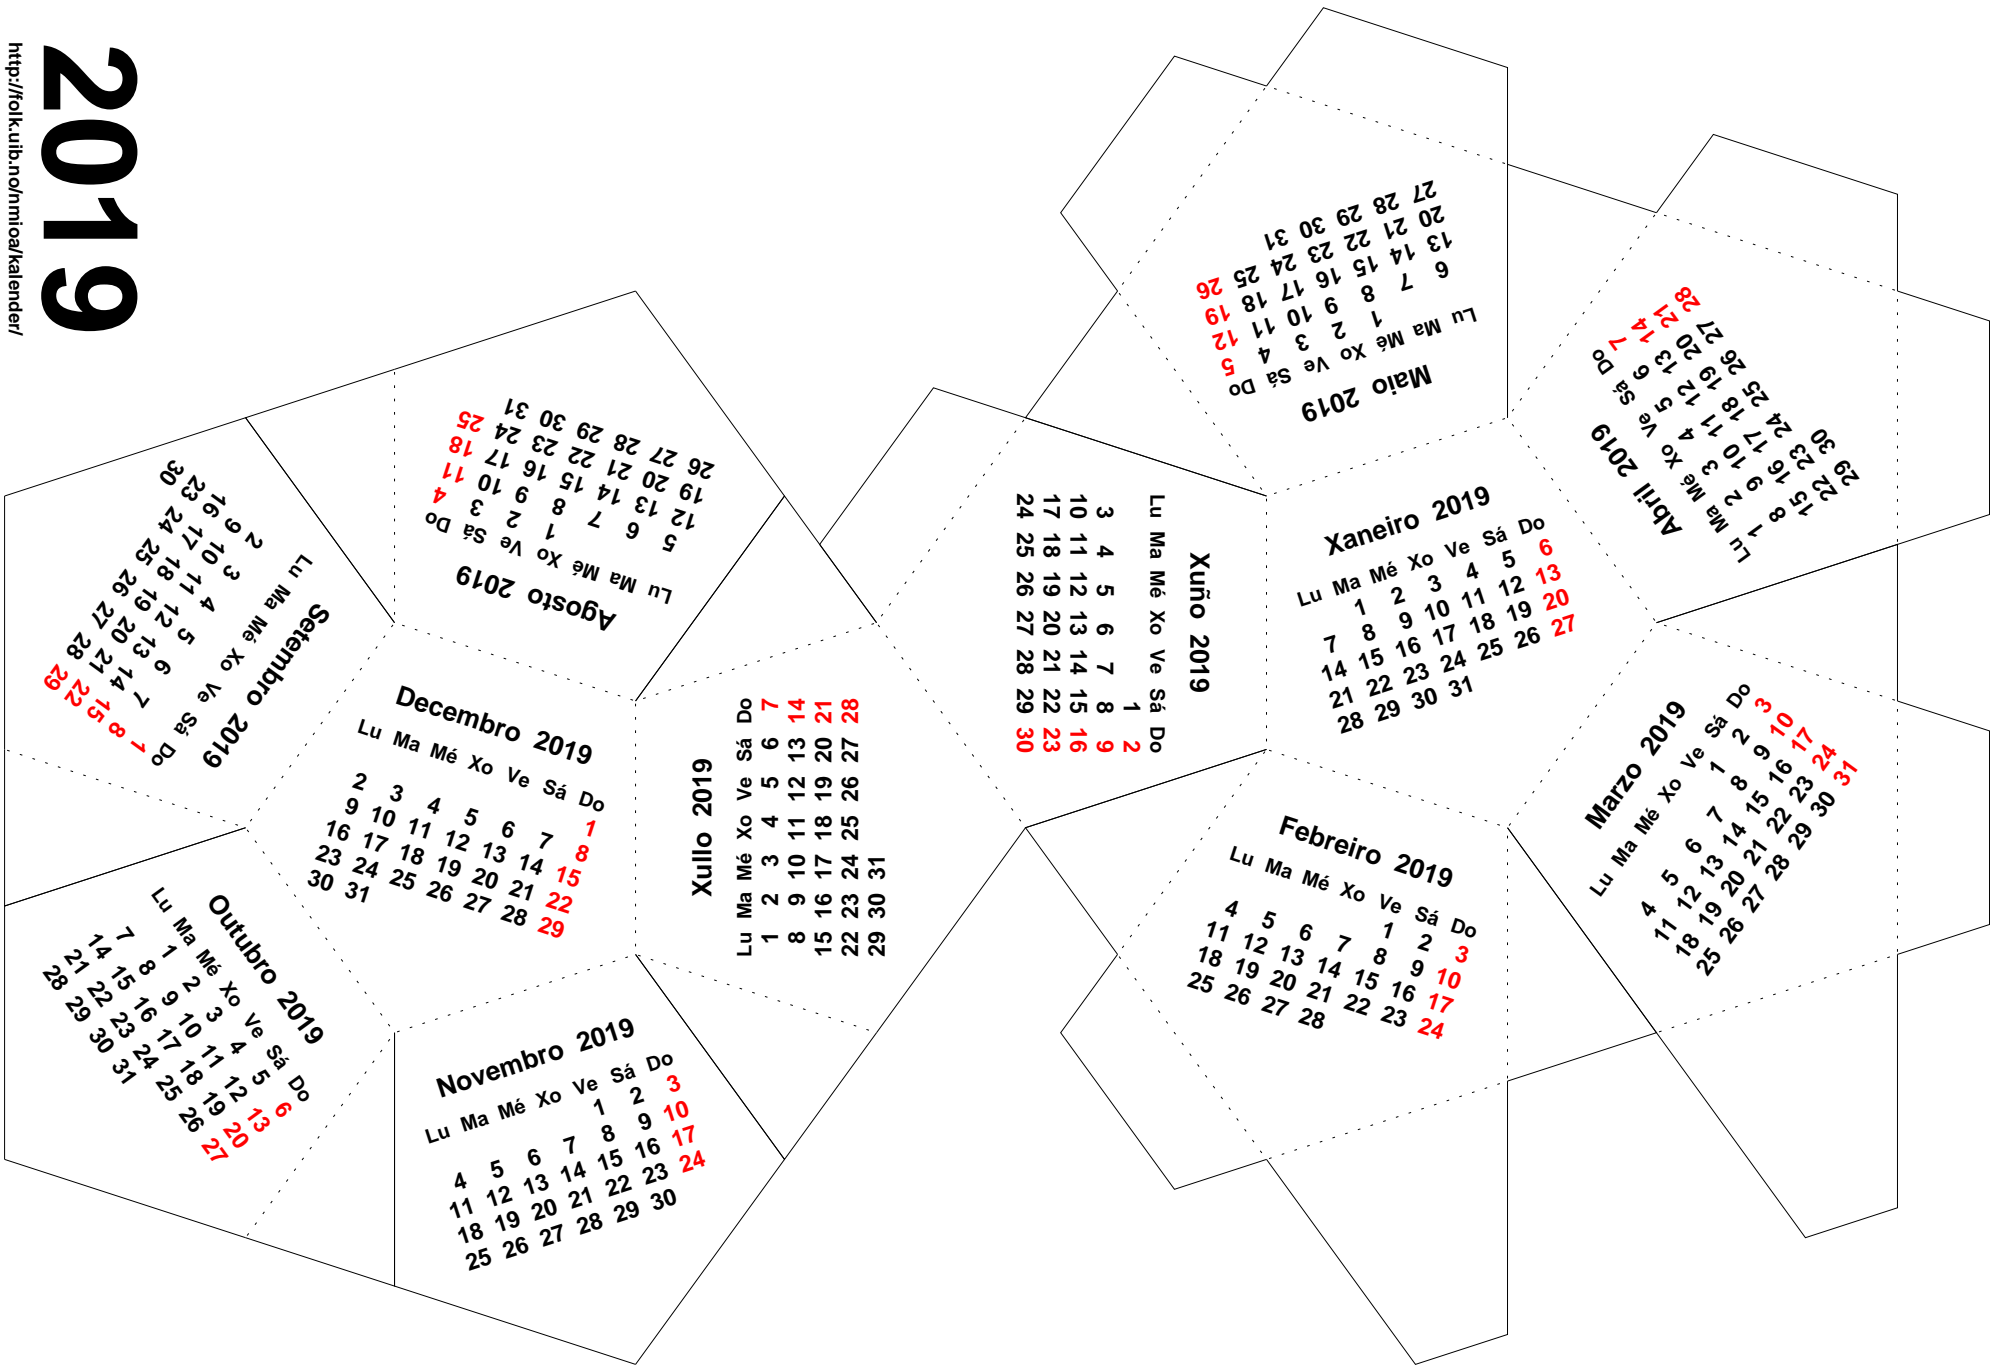 2019
http://folk.uib.no/nmioa/kalender/
Xaneiro 2019
Lu Ma Mé Xo Ve Sá Do
1 2 3 4 5 6
7 8 9 10 11 12 13
14 15 16 17 18 19 20
21 22 23 24 25 26 27
28 29 30 31
Febreiro 2019
Lu Ma Mé Xo Ve Sá Do
1 2 3
4 5 6 7 8 9 10
11 12 13 14 15 16 17
18 19 20 21 22 23 24
25 26 27 28
Marzo 2019
Lu Ma Mé Xo Ve Sá Do
1 2 3
4 5 6 7 8 9 10
11 12 13 14 15 16 17
18 19 20 21 22 23 24
25 26 27 28 29 30 31
Abril 2019
Lu Ma Mé Xo Ve Sá Do
1 2 3 4 5 6 7
8 9 10 11 12 13 14
15 16 17 18 19 20 21
22 23 24 25 26 27 28
29 30
Maio 2019
Lu Ma Mé Xo Ve Sá Do
1 2 3 4 5
6 7 8 9 10 11 12
13 14 15 16 17 18 19
20 21 22 23 24 25 26
27 28 29 30 31
Xuño 2019
Lu Ma Mé Xo Ve Sá Do
1 2
3 4 5 6 7 8 9
10 11 12 13 14 15 16
17 18 19 20 21 22 23
24 25 26 27 28 29 30
Xullo 2019
Lu Ma Mé Xo Ve Sá Do
1 2 3 4 5 6 7
8 9 10 11 12 13 14
15 16 17 18 19 20 21
22 23 24 25 26 27 28
29 30 31
Agosto 2019
Lu Ma Mé Xo Ve Sá Do
1 2 3 4
5 6 7 8 9 10 11
12 13 14 15 16 17 18
19 20 21 22 23 24 25
26 27 28 29 30 31
Setembro 2019
Lu Ma Mé Xo Ve Sá Do
1
2 3 4 5 6 7 8
9 10 11 12 13 14 15
16 17 18 19 20 21 22
23 24 25 26 27 28 29
30
Outubro 2019
Lu Ma Mé Xo Ve Sá Do
1 2 3 4 5 6
7 8 9 10 11 12 13
14 15 16 17 18 19 20
21 22 23 24 25 26 27
28 29 30 31
Novembro 2019
Lu Ma Mé Xo Ve Sá Do
1 2 3
4 5 6 7 8 9 10
11 12 13 14 15 16 17
18 19 20 21 22 23 24
25 26 27 28 29 30
Decembro 2019
Lu Ma Mé Xo Ve Sá Do
1
2 3 4 5 6 7 8
9 10 11 12 13 14 15
16 17 18 19 20 21 22
23 24 25 26 27 28 29
30 31